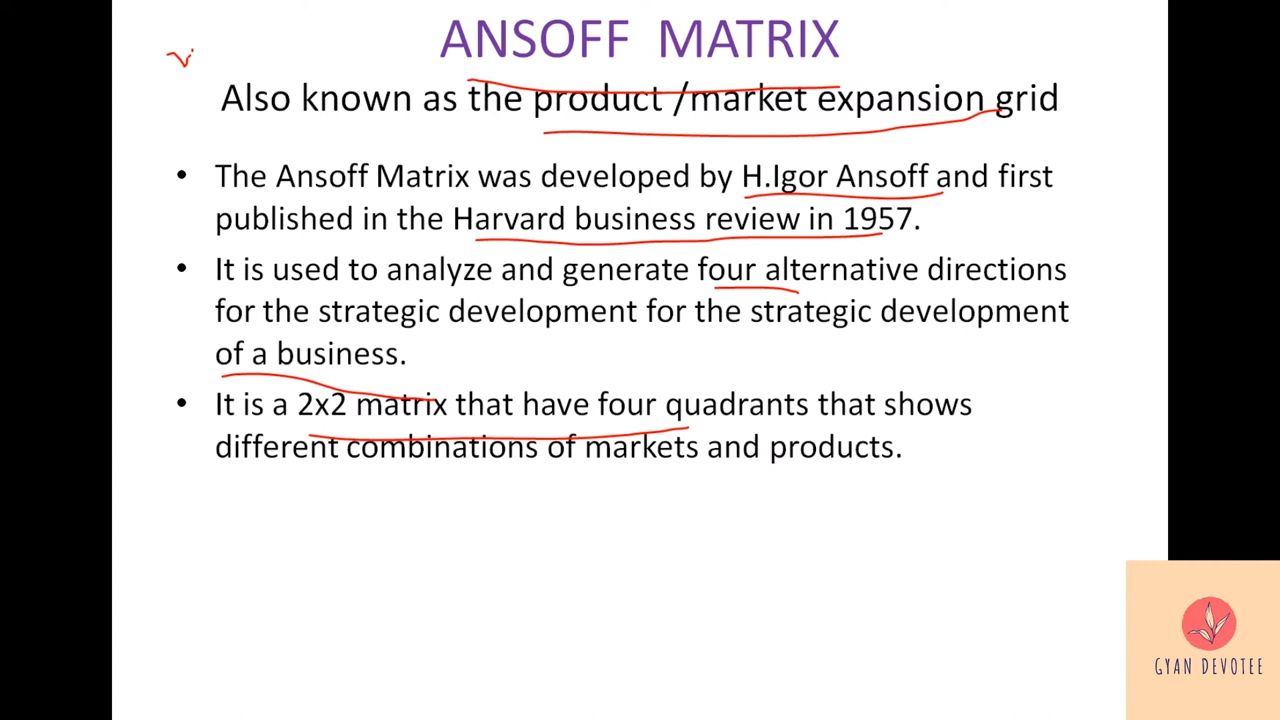 ANSOFF MATRIX
Also known as the product /market expansion grid
• The Ansoff Matrix was developed by H.Igor Ansoff and first
published in the Harvard business review in 1957.
• It is used to analyze and generate four alternative directions
for the strategic development for the strategic development
of a business.
• It is a 2x2 matrix that have four quadrants that shows
different combinations of markets and products.
GYAN DEVOTEE